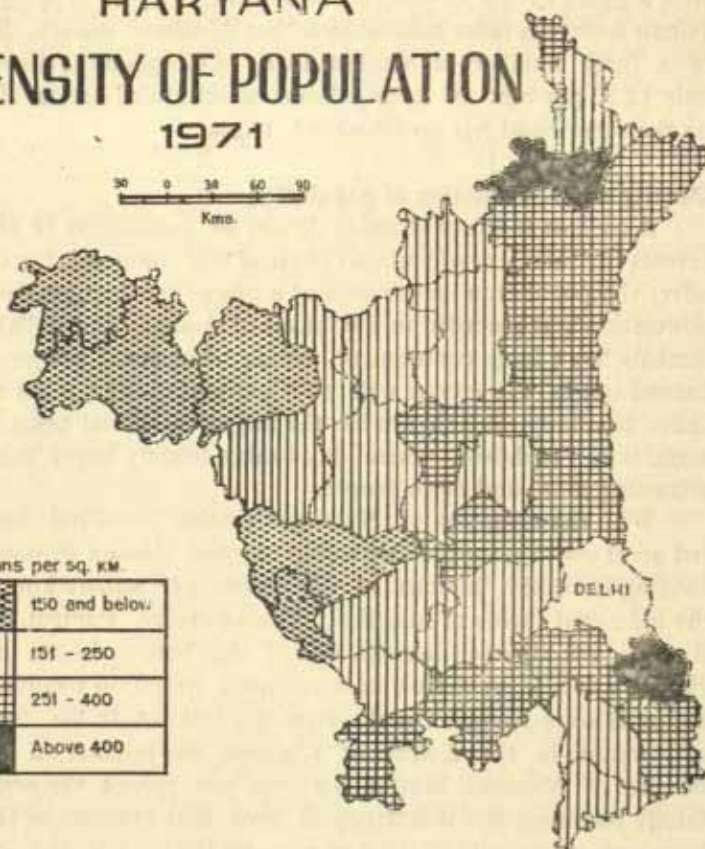 HARYANA
ENSITY OF POPULATION
1971
30 0 30 60 90
Kms.
ns per sq. KM.
150 and below
151 - 250
251 - 400
Above 400
DELHI